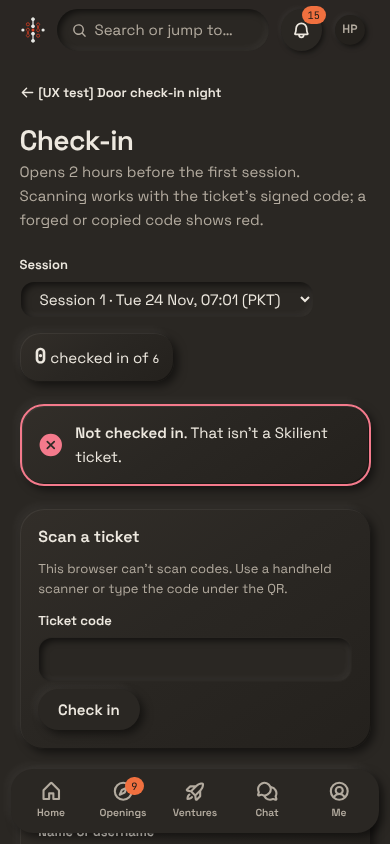 Search or jump to...
15
HP
← [UX test] Door check-in night
Check-in
Opens 2 hours before the first session.
Scanning works with the ticket's signed code; a
forged or copied code shows red.
Session
Session 1 · Tue 24 Nov, 07:01 (PKT)
0 checked in of 6
Not checked in. That isn't a Skilient
ticket.
Scan a ticket
This browser can't scan codes. Use a handheld
scanner or type the code under the QR.
Ticket code
Check in
9
Home Openings Ventures Chat Me
Name or username